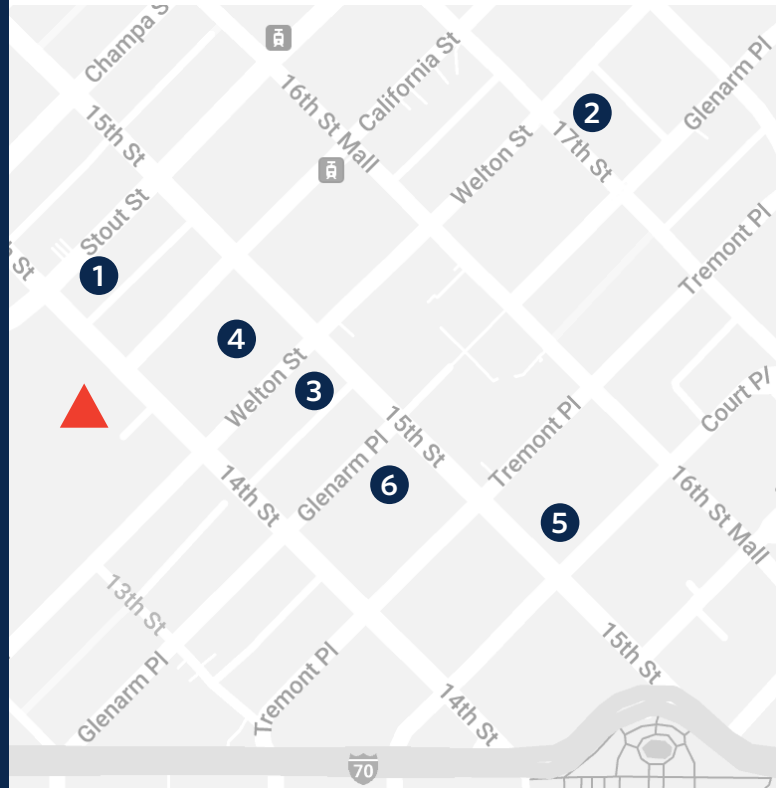 Champa S
16th St Mall
California St
Glenarm Pl
15th St
2
17th St
Welton St
Stout St
h St
1
Tremont Pl
4
Welton St
3
Court Pl
15th St
Tremont Pl
Glenarm Pl
6
14th St
16th St Mall
5
13th St
15th St
Glenarm Pl
Tremont Pl
14th St
70